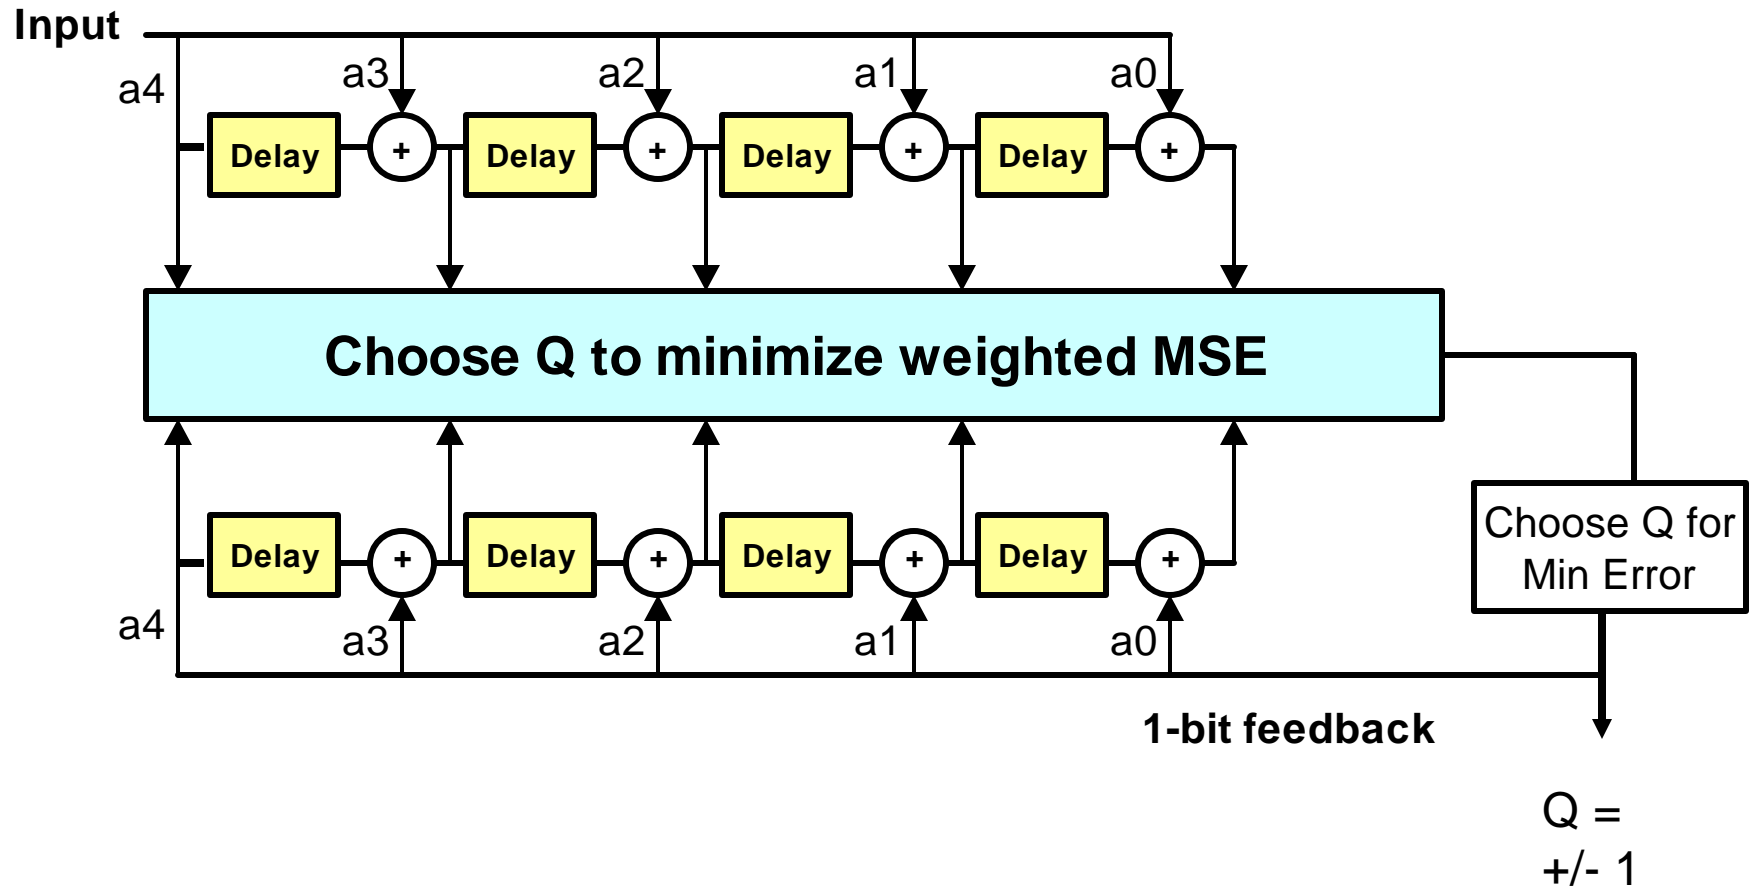 Input
a4
a3
a2
a1
a0
Delay
+
Delay
+
Delay
+
Delay
+
Choose Q to minimize weighted MSE
Delay
+
Delay
+
Delay
+
Delay
+
Choose Q for
Min Error
a4
a3
a2
a1
a0
1-bit feedback
Q =
+/- 1